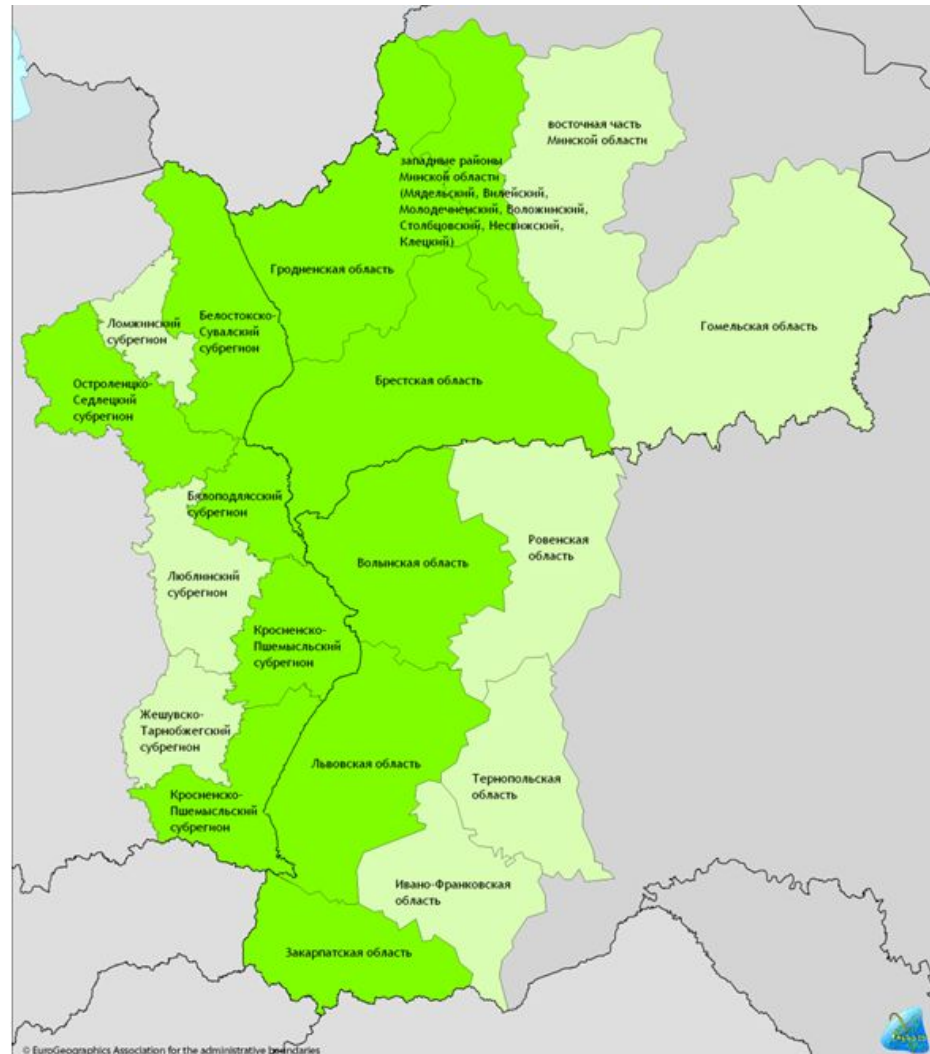 восточная часть
Минской области
западные районы
Минской области
(Мядельский, Вилейский,
Молодечненский, Воложинский,
Столбцовский, Несвижский,
Клецкий)
Гродненская область
Ломжинский
субрегион
Белостокско-
Сувалский
субрегион
Гомельская область
Остроленцко-
Седлецкий
субрегион
Брестская область
Бялоподлясский
субрегион
Ровенская
область
Волынская область
Люблинский
субрегион
Кросненско-
Пшемысльский
субрегион
Жешувско-
Тарнобжегский
субрегион
Львовская область
Тернопольская
область
Кросненско-
Пшемысльский
субрегион
Ивано-Франковская
область
Закарпатская область
© EuroGeographics Association for the administrative boundaries